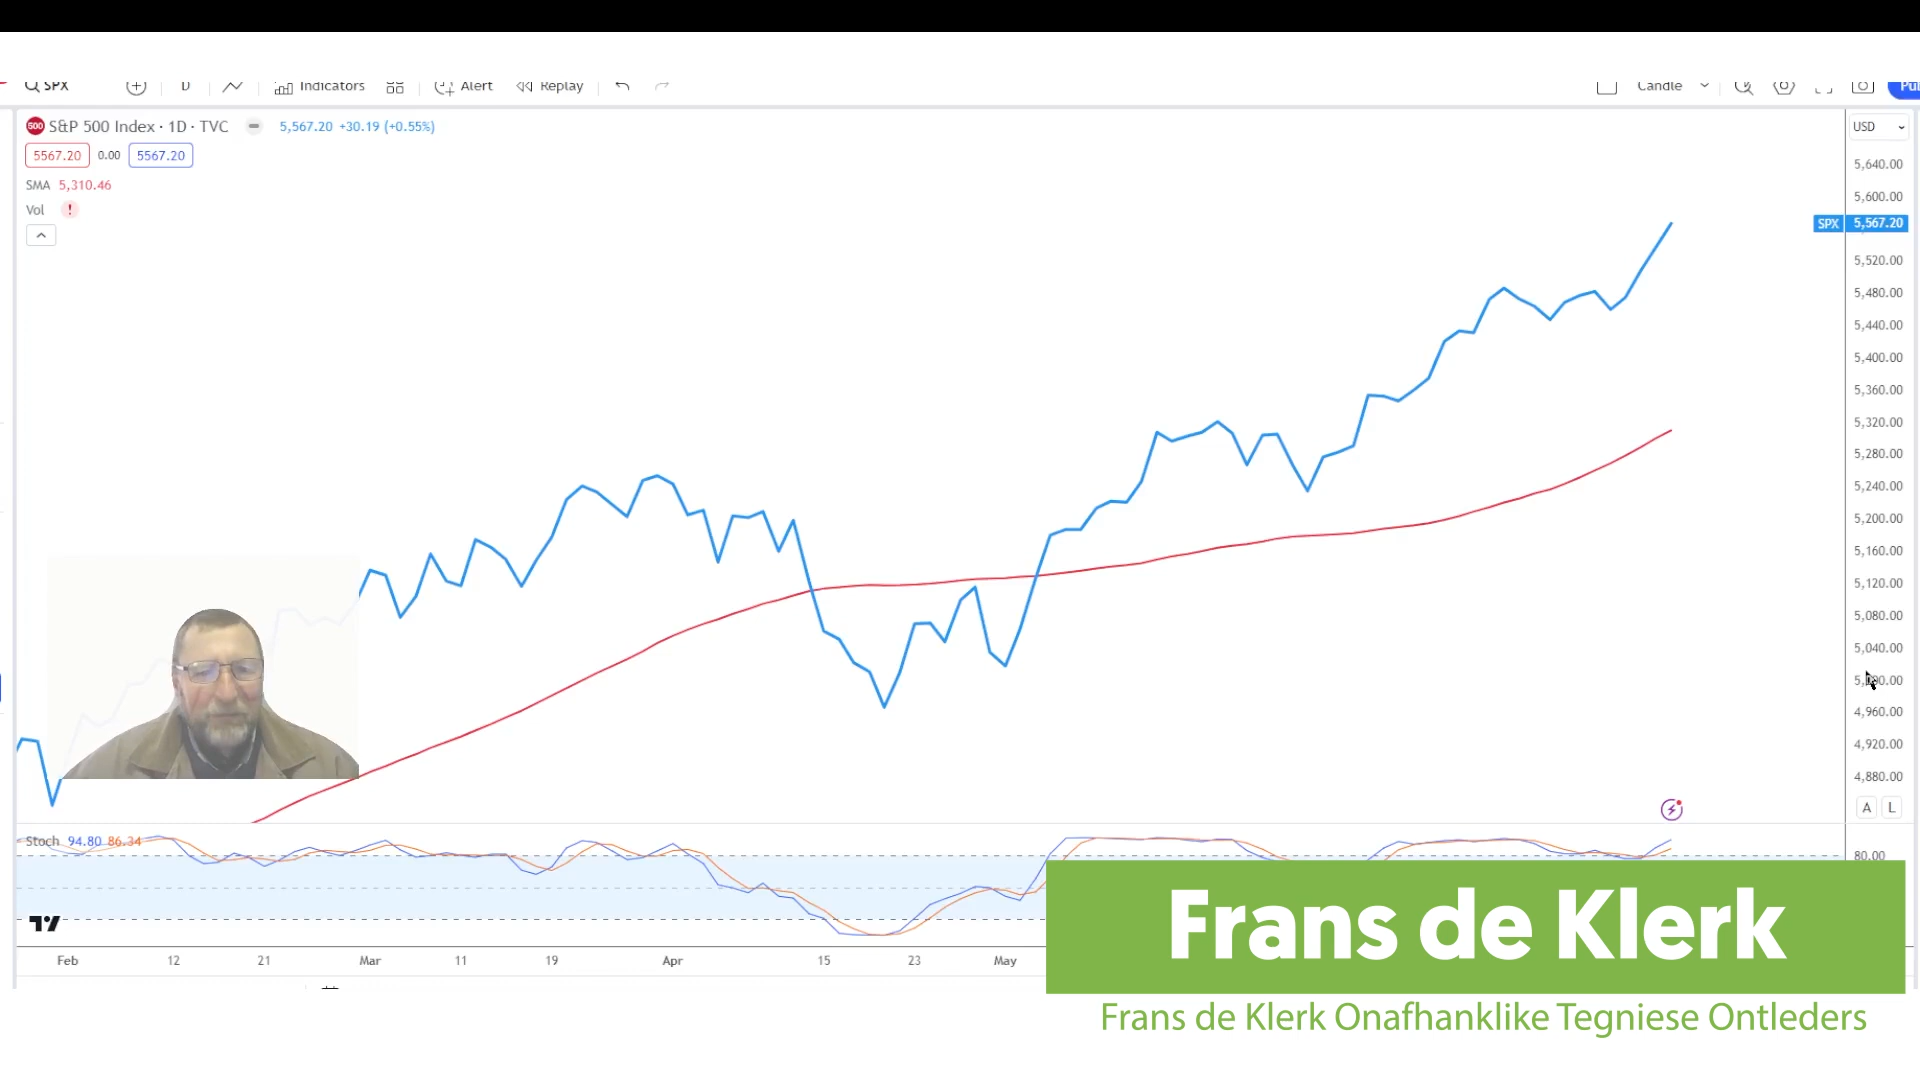 SPX D Indicators Alert Replay Candle
S&P 500 Index · 1D · TVC 5,567.20 +30.19 (+0.55%) USD
5567.20 0.00 5567.20
SMA 5,310.46
Vol !
5,640.00
5,600.00
SPX 5,567.20
5,520.00
5,480.00
5,440.00
5,400.00
5,360.00
5,320.00
5,280.00
5,240.00
5,200.00
5,160.00
5,120.00
5,080.00
5,040.00
4,960.00
4,920.00
4,880.00
A L
Stoch 94.80 86.34
80.00
Feb 12 21 Mar 11 19 Apr 15 23 May
Frans de Klerk
Frans de Klerk Onafhanklike Tegniese Ontleders